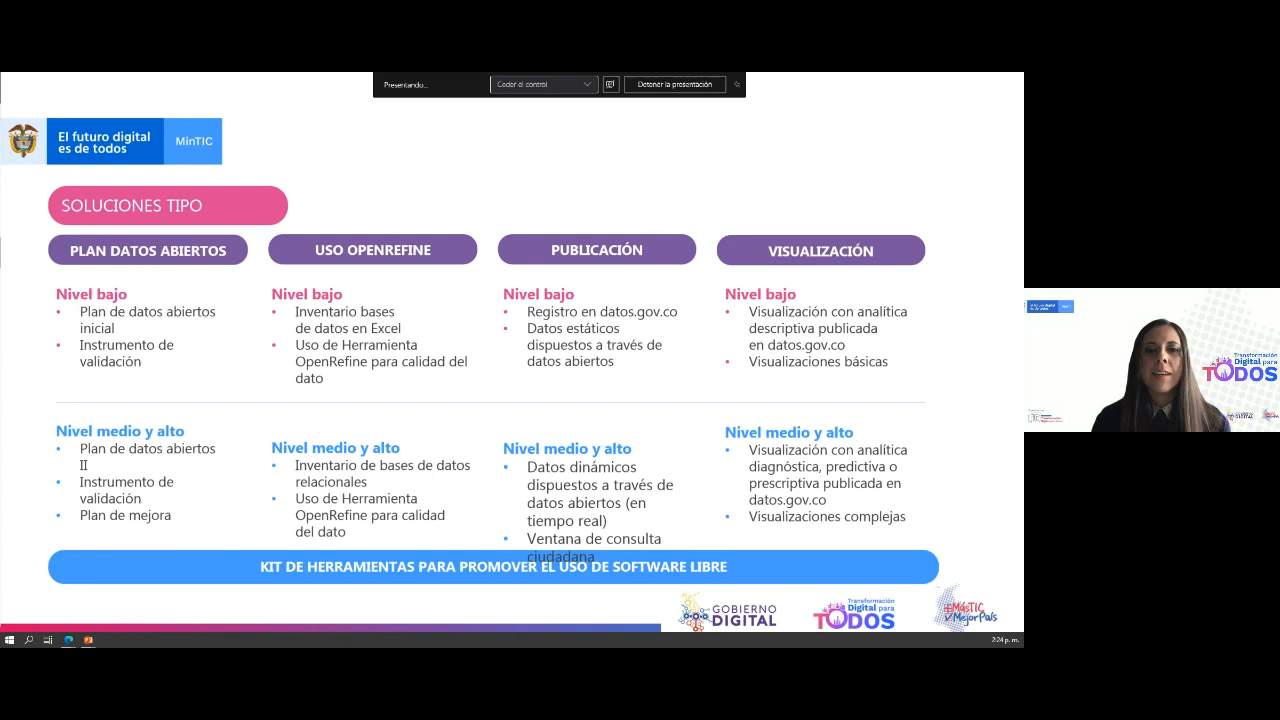 Presentando...
Ceder el control
Detener la presentación
El futuro digital
es de todos
MinTIC
SOLUCIONES TIPO
PLAN DATOS ABIERTOS
Nivel bajo
• Plan de datos abiertos
inicial
• Instrumento de
validación
Nivel medio y alto
• Plan de datos abiertos
II
• Instrumento de
validación
• Plan de mejora
USO OPENREFINE
Nivel bajo
• Inventario bases
de datos en Excel
• Uso de Herramienta
OpenRefine para calidad del
dato
Nivel medio y alto
• Inventario de bases de datos
relacionales
• Uso de Herramienta
OpenRefine para calidad
del dato
PUBLICACIÓN
Nivel bajo
• Registro en datos.gov.co
• Datos estáticos
dispuestos a través de
datos abiertos
Nivel medio y alto
• Datos dinámicos
dispuestos a través de
datos abiertos (en
tiempo real)
• Ventana de consulta
ciudadana
VISUALIZACIÓN
Nivel bajo
• Visualización con analítica
descriptiva publicada
en datos.gov.co
• Visualizaciones básicas
Nivel medio y alto
• Visualización con analítica
diagnóstica, predictiva o
prescriptiva publicada en
datos.gov.co
• Visualizaciones complejas
KIT DE HERRAMIENTAS PARA PROMOVER EL USO DE SOFTWARE LIBRE
GOBIERNO
DIGITAL
Transformación
Digital para
TODOS
+MásTIC
MejorPaís
2:24 p. m.
Transformación
Digital para
TODOS